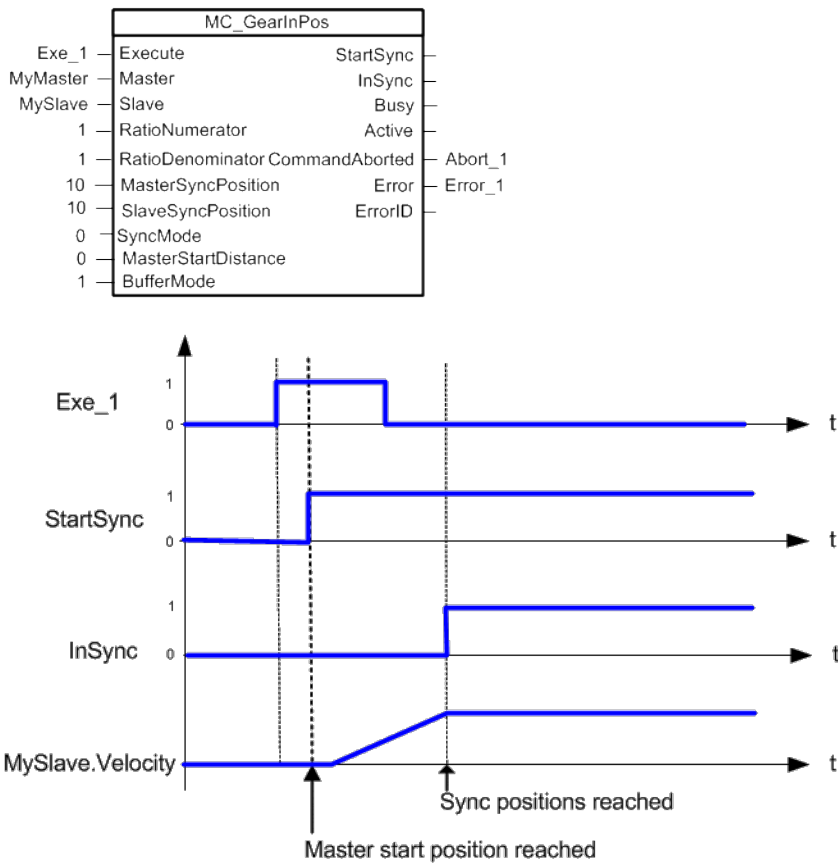 MC_GearInPos
Exe_1 Execute StartSync
MyMaster Master InSync
MySlave Slave Busy
1 RatioNumerator Active
1 RatioDenominator CommandAborted Abort_1
10 MasterSyncPosition Error Error_1
10 SlaveSyncPosition ErrorID
0 SyncMode
0 MasterStartDistance
1 BufferMode
1
Exe_1
0 t
1
StartSync
0 t
1
InSync
0 t
MySlave.Velocity t
Sync positions reached
Master start position reached